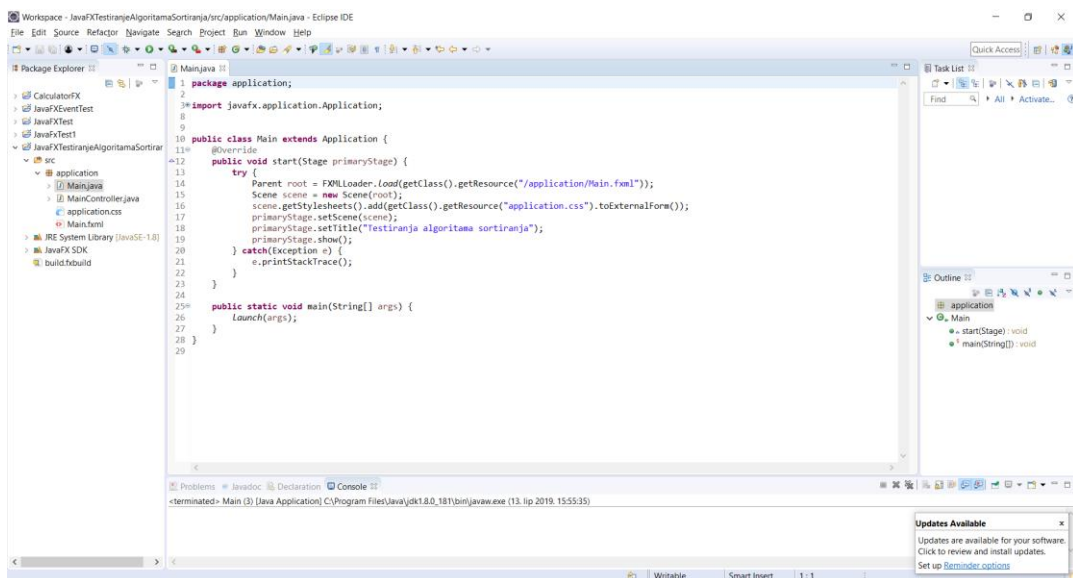 Workspace - JavaFXTestiranjeAlgoritamaSortiranja/src/application/Main.java - Eclipse IDE
File Edit Source Refactor Navigate Search Project Run Window Help
Quick Access
Package Explorer
CalculatorFX
JavaFXEventTest
JavaFXTest
JavaFxTest1
JavaFXTestiranjeAlgoritamaSortirar
src
application
Main.java
MainController.java
application.css
Main.fxml
JRE System Library [JavaSE-1.8]
JavaFX SDK
build.fxbuild
Main.java
1 package application;
2
3 import javafx.application.Application;
8
9
10 public class Main extends Application {
11 @Override
12 public void start(Stage primaryStage) {
13 try {
14 Parent root = FXMLLoader.load(getClass().getResource("/application/Main.fxml"));
15 Scene scene = new Scene(root);
16 scene.getStylesheets().add(getClass().getResource("application.css").toExternalForm());
17 primaryStage.setScene(scene);
18 primaryStage.setTitle("Testiranja algoritama sortiranja");
19 primaryStage.show();
20 } catch(Exception e) {
21 e.printStackTrace();
22 }
23 }
24
25 public static void main(String[] args) {
26 launch(args);
27 }
28 }
29
Task List
Find All Activate...
Outline
application
Main
start(Stage) : void
main(String[]) : void
Problems Javadoc Declaration Console
<terminated> Main (3) [Java Application] C:\Program Files\Java\jdk1.8.0_181\bin\javaw.exe (13. lip 2019. 15:55:35)
Updates Available x
Updates are available for your software.
Click to review and install updates.
Set up Reminder options
Writable Smart Insert 1 : 1